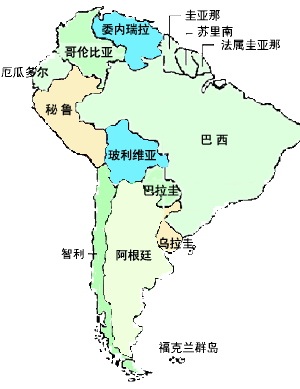 圭亚那
委内瑞拉
苏里南
法属圭亚那
哥伦比亚
厄瓜多尔
秘鲁
巴西
玻利维亚
巴拉圭
乌拉圭
智利
阿根廷
福克兰群岛